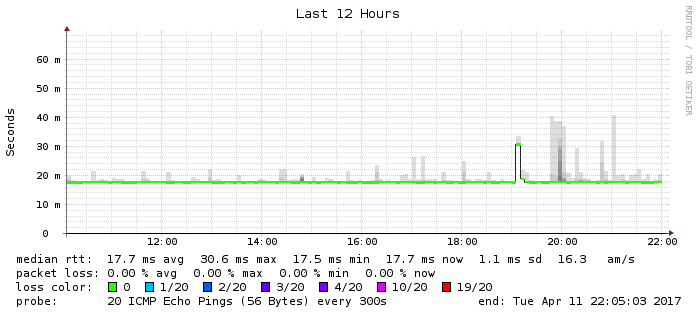 Last 12 Hours
RRDTOOL / TOBI OETIKER
Seconds
60 m
50 m
40 m
30 m
20 m
10 m
0
12:00 14:00 16:00 18:00 20:00 22:00
median rtt: 17.7 ms avg 30.6 ms max 17.5 ms min 17.7 ms now 1.1 ms sd 16.3 am/s
packet loss: 0.00 % avg 0.00 % max 0.00 % min 0.00 % now
loss color: 0 1/20 2/20 3/20 4/20 10/20 19/20
probe: 20 ICMP Echo Pings (56 Bytes) every 300s end: Tue Apr 11 22:05:03 2017